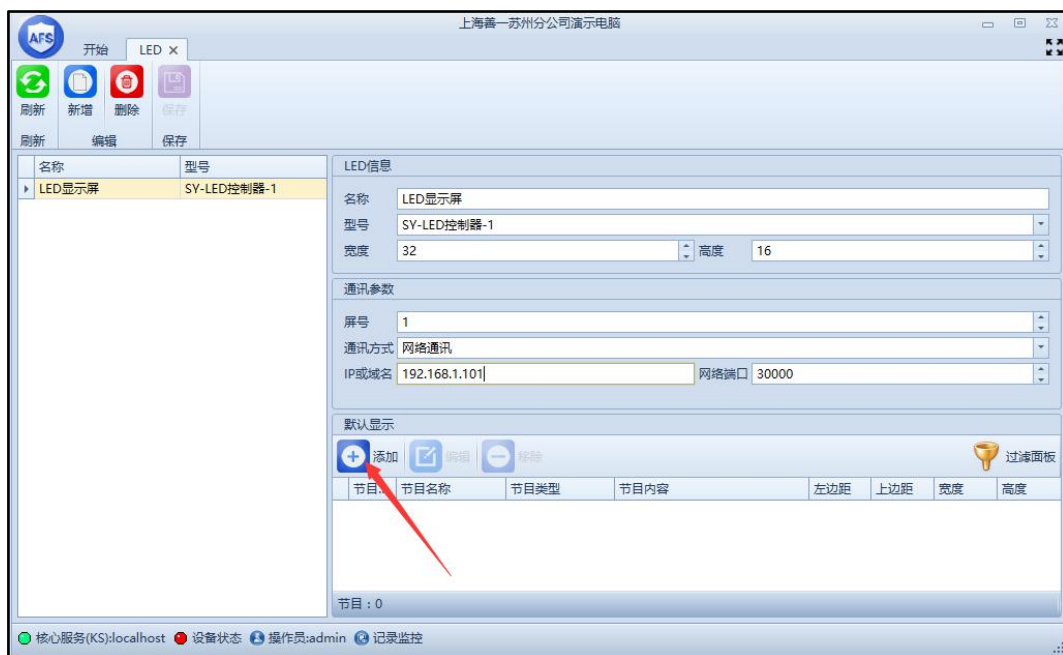 上海善一苏州分公司演示电脑
AFS
开始 LED
刷新 新增 删除 保存
刷新 编辑 保存
名称 型号
LED显示屏 SY-LED控制器-1
LED信息
名称 LED显示屏
型号 SY-LED控制器-1
宽度 32 高度 16
通讯参数
屏号 1
通讯方式 网络通讯
IP或域名 192.168.1.101 网络端口 30000
默认显示
添加 编辑 移除 过滤面板
节目... 节目名称 节目类型 节目内容 左边距 上边距 宽度 高度
节目：0
核心服务(KS):localhost 设备状态 操作员:admin 记录监控